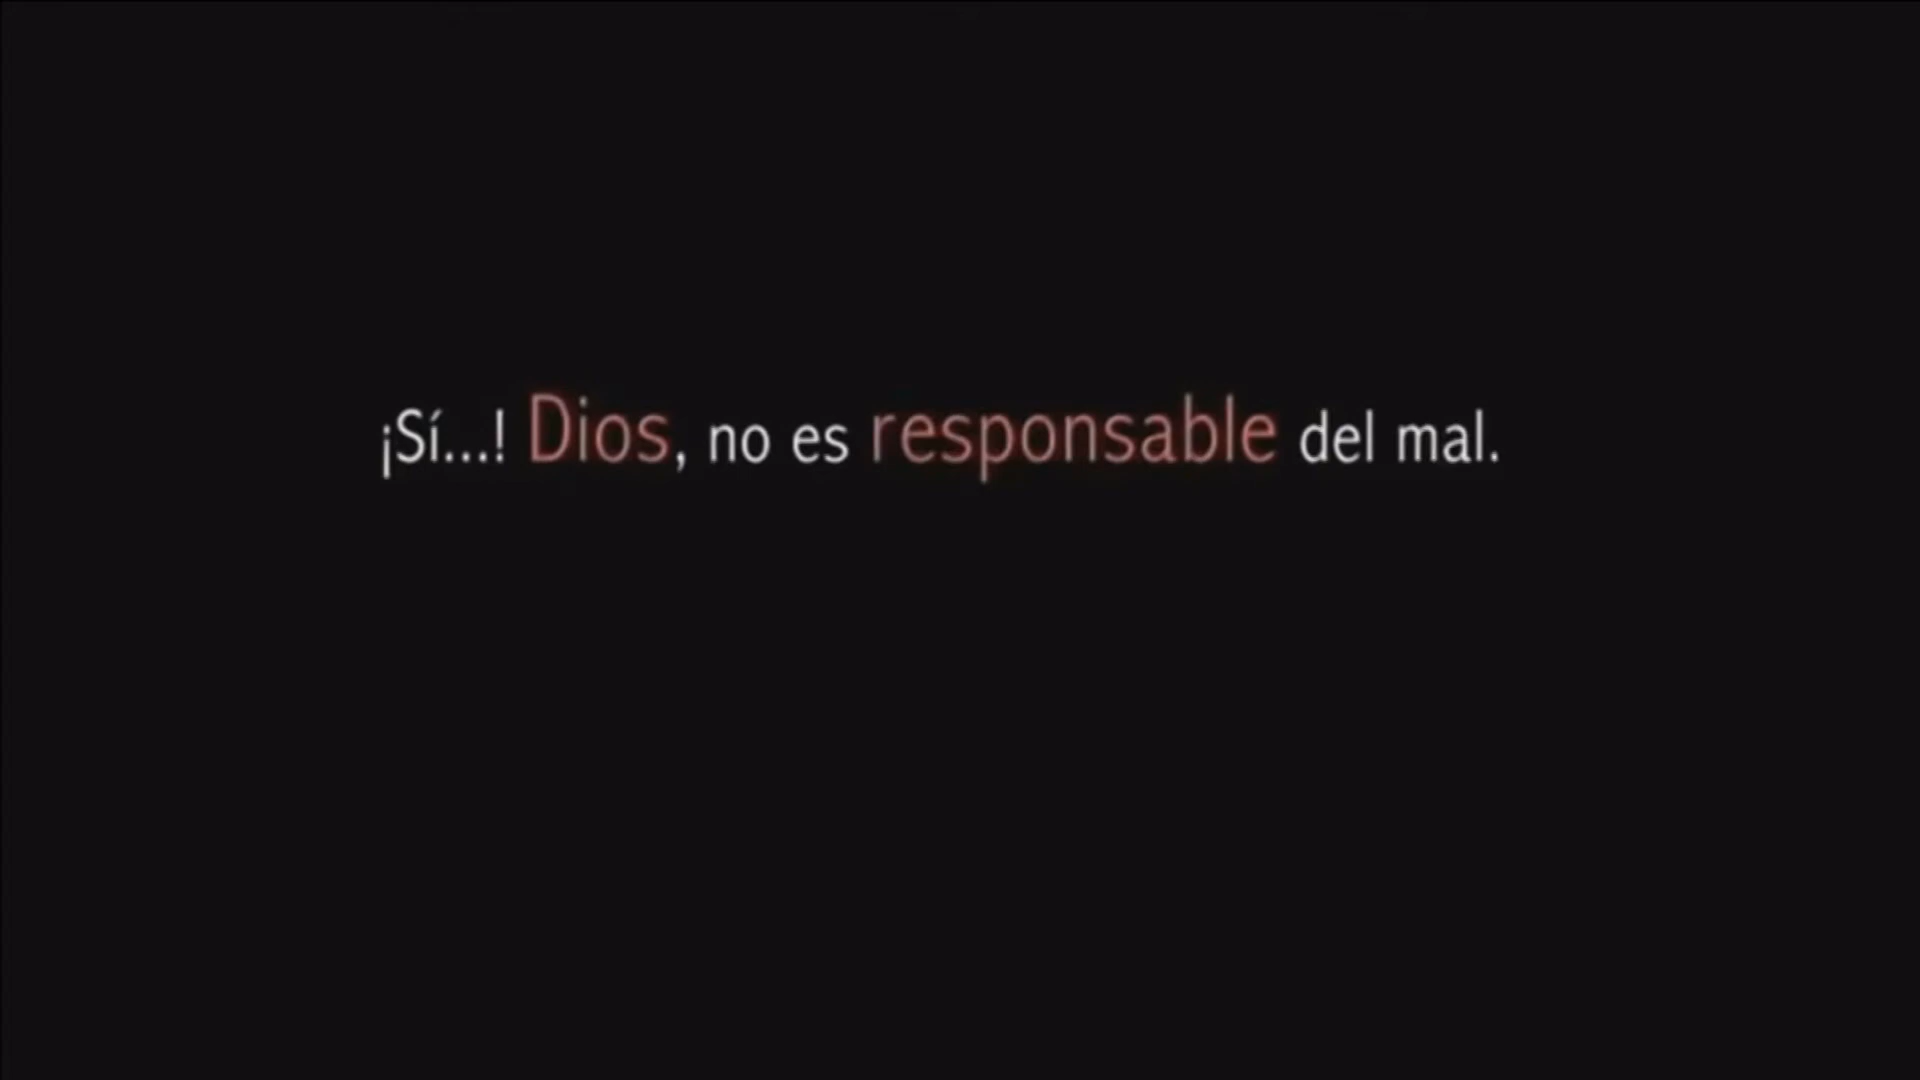 ¡Sí...! Dios, no es responsable del mal.